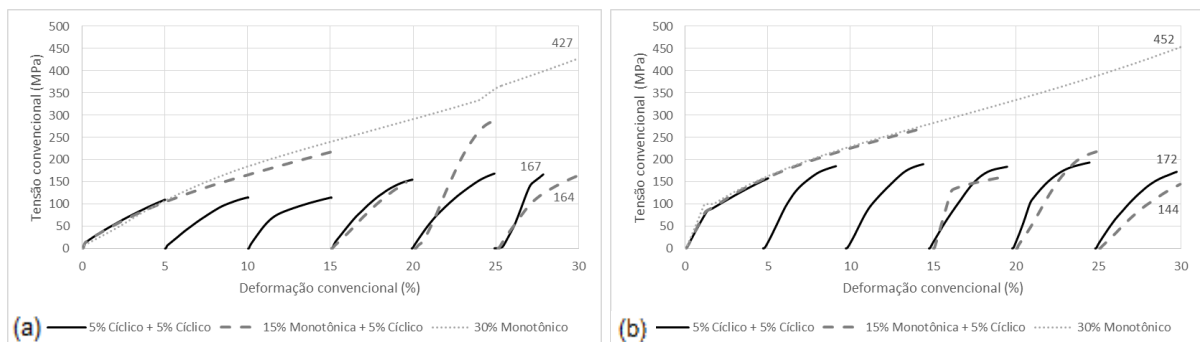 Tensão convencional (MPa)
500
450
400
350
300
250
200
150
100
50
0
427
167
164
0 5 10 15 20 25 30
Deformação convencional (%)
(a)
5% Cíclico + 5% Cíclico 15% Monotônica + 5% Cíclico 30% Monotônico
Tensão convencional (MPa)
500
450
400
350
300
250
200
150
100
50
0
452
172
144
0 5 10 15 20 25 30
Deformação convencional (%)
(b)
5% Cíclico + 5% Cíclico 15% Monotônica + 5% Cíclico 30% Monotônico